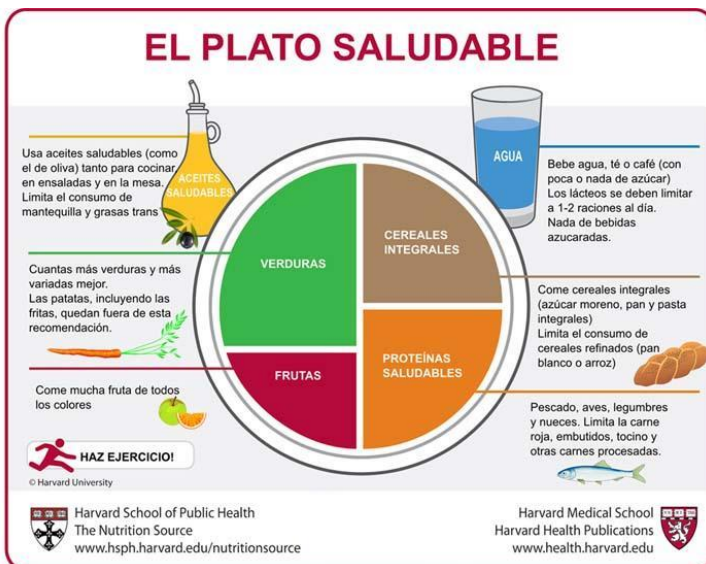 EL PLATO SALUDABLE
Usa aceites saludables (como
el de oliva) tanto para cocinar
en ensaladas y en la mesa.
Limita el consumo de
mantequilla y grasas trans
ACEITES
SALUDABLES
AGUA
Bebe agua, té o café (con
poca o nada de azúcar)
Los lácteos se deben limitar
a 1-2 raciones al día.
Nada de bebidas
azucaradas.
VERDURAS
CEREALES
INTEGRALES
Cuantas más verduras y más
variadas mejor.
Las patatas, incluyendo las
fritas, quedan fuera de esta
recomendación.
Come cereales integrales
(azúcar moreno, pan y pasta
integrales)
Limita el consumo de
cereales refinados (pan
blanco o arroz)
FRUTAS
PROTEÍNAS
SALUDABLES
Come mucha fruta de todos
los colores
Pescado, aves, legumbres
y nueces. Limita la carne
roja, embutidos, tocino y
otras carnes procesadas.
HAZ EJERCICIO!
© Harvard University
Harvard School of Public Health
The Nutrition Source
www.hsph.harvard.edu/nutritionsource
Harvard Medical School
Harvard Health Publications
www.health.harvard.edu